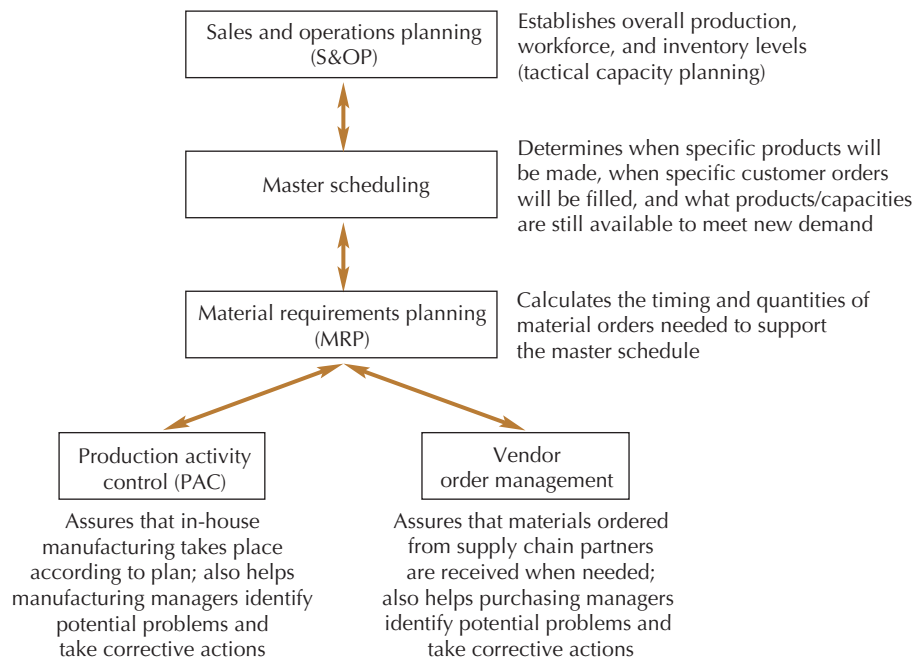 Sales and operations planning
(S&OP)
Establishes overall production,
workforce, and inventory levels
(tactical capacity planning)
Master scheduling
Determines when specific products will
be made, when specific customer orders
will be filled, and what products/capacities
are still available to meet new demand
Material requirements planning
(MRP)
Calculates the timing and quantities of
material orders needed to support
the master schedule
Production activity
control (PAC)
Assures that in-house
manufacturing takes place
according to plan; also helps
manufacturing managers identify
potential problems and
take corrective actions
Vendor
order management
Assures that materials ordered
from supply chain partners
are received when needed;
also helps purchasing managers
identify potential problems and
take corrective actions